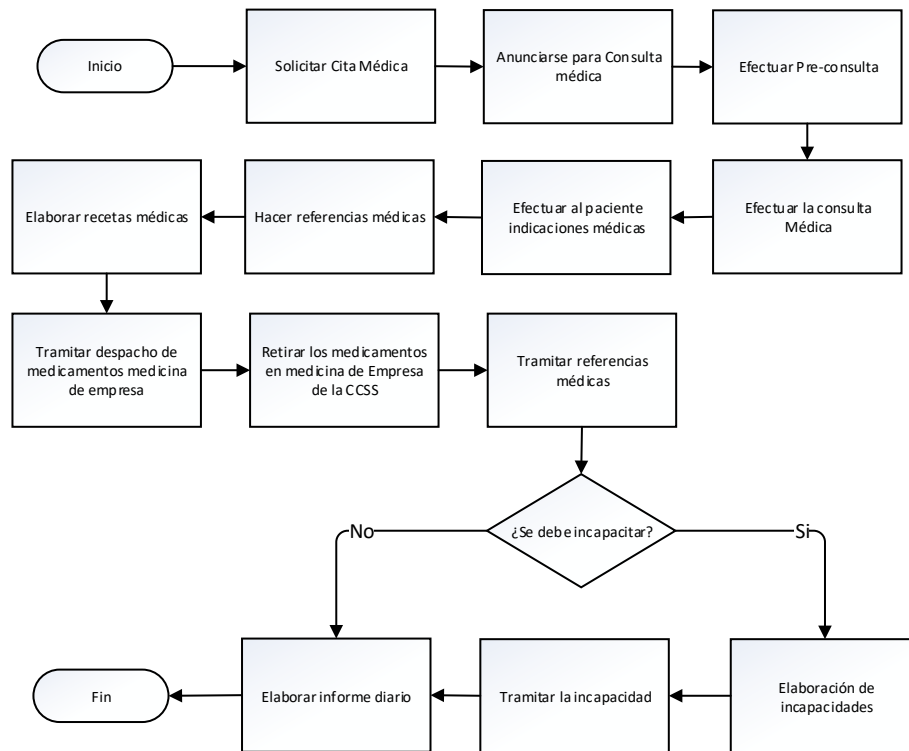 Inicio
Solicitar Cita Médica
Anunciarse para Consulta
médica
Efectuar Pre-consulta
Elaborar recetas médicas
Hacer referencias médicas
Efectuar al paciente
indicaciones médicas
Efectuar la consulta
Médica
Tramitar despacho de
medicamentos medicina
de empresa
Retirar los medicamentos
en medicina de Empresa
de la CCSS
Tramitar referencias
médicas
¿Se debe incapacitar?
No
Si
Fin
Elaborar informe diario
Tramitar la incapacidad
Elaboración de
incapacidades